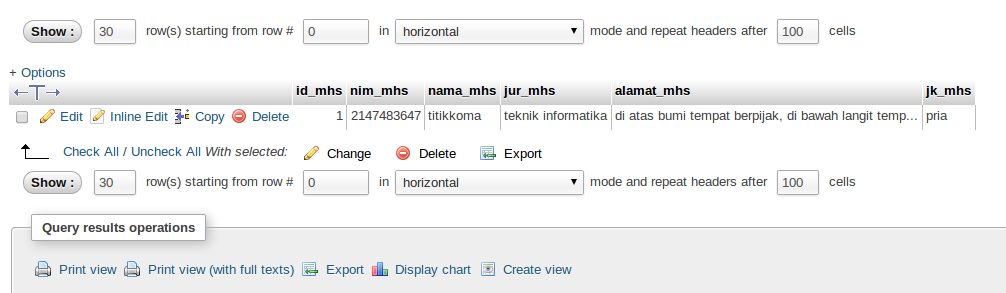 Show : 30 row(s) starting from row # 0 in horizontal mode and repeat headers after 100 cells
+ Options
←T→ id_mhs nim_mhs nama_mhs jur_mhs alamat_mhs jk_mhs
Edit Inline Edit Copy Delete 1 2147483647 titikkoma teknik informatika di atas bumi tempat berpijak, di bawah langit temp... pria
Check All / Uncheck All With selected: Change Delete Export
Show : 30 row(s) starting from row # 0 in horizontal mode and repeat headers after 100 cells
Query results operations
Print view Print view (with full texts) Export Display chart Create view